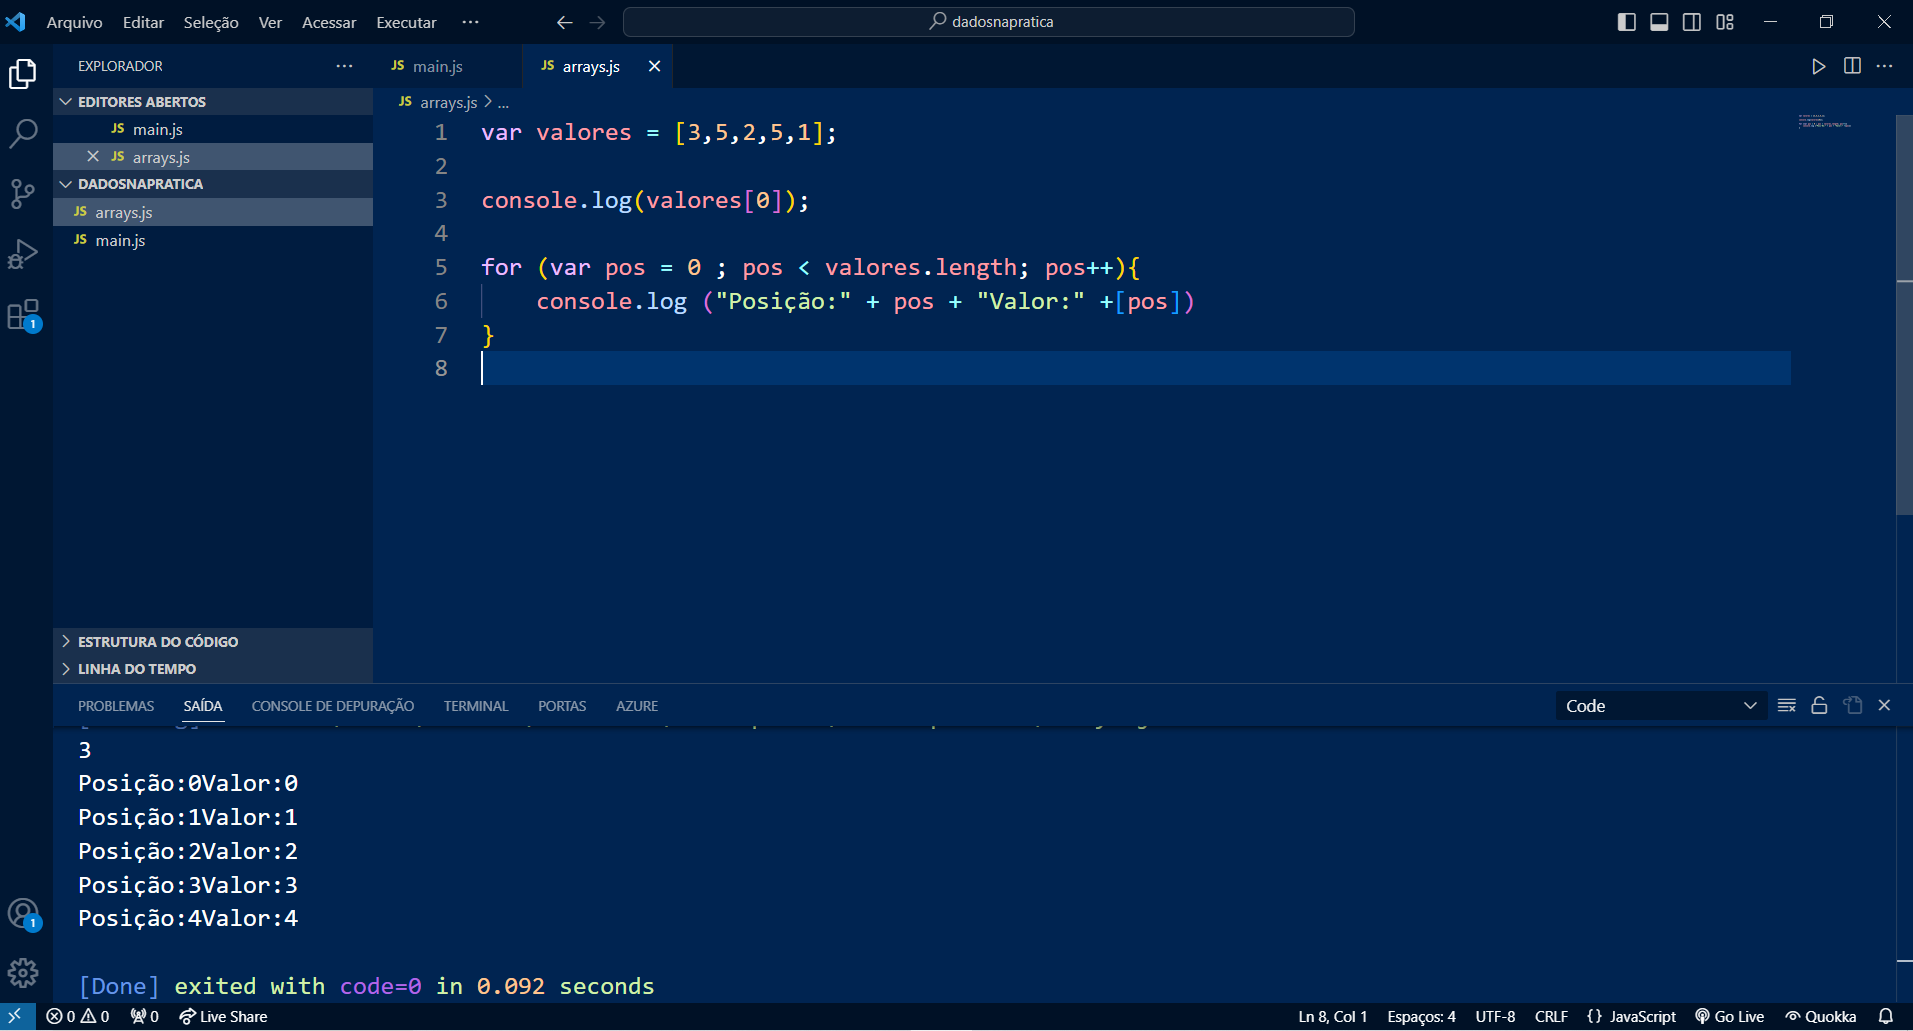 Arquivo Editar Seleção Ver Acessar Executar ··· dadosnapratica
EXPLORADOR ···
EDITORES ABERTOS
JS main.js
JS arrays.js
DADOSNAPRATICA
JS arrays.js
JS main.js
ESTRUTURA DO CÓDIGO
LINHA DO TEMPO
1
1
JS main.js JS arrays.js
JS arrays.js > ...
1 var valores = [3,5,2,5,1];
2
3 console.log(valores[0]);
4
5 for (var pos = 0 ; pos < valores.length; pos++){
6 console.log ("Posição:" + pos + "Valor:" +[pos])
7 }
8
PROBLEMAS SAÍDA CONSOLE DE DEPURAÇÃO TERMINAL PORTAS AZURE Code
3
Posição:0Valor:0
Posição:1Valor:1
Posição:2Valor:2
Posição:3Valor:3
Posição:4Valor:4
[Done] exited with code=0 in 0.092 seconds
0 0 0 Live Share Ln 8, Col 1 Espaços: 4 UTF-8 CRLF {} JavaScript Go Live Quokka